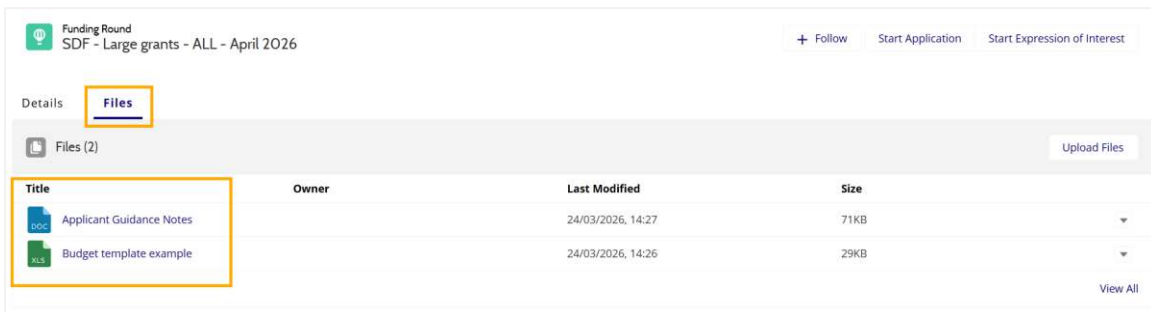 Funding Round
SDF - Large grants - ALL - April 2026
+ Follow Start Application Start Expression of Interest
Details Files
Files (2) Upload Files
Title Owner Last Modified Size
DOC Applicant Guidance Notes 24/03/2026, 14:27 71KB
XLS Budget template example 24/03/2026, 14:26 29KB
View All